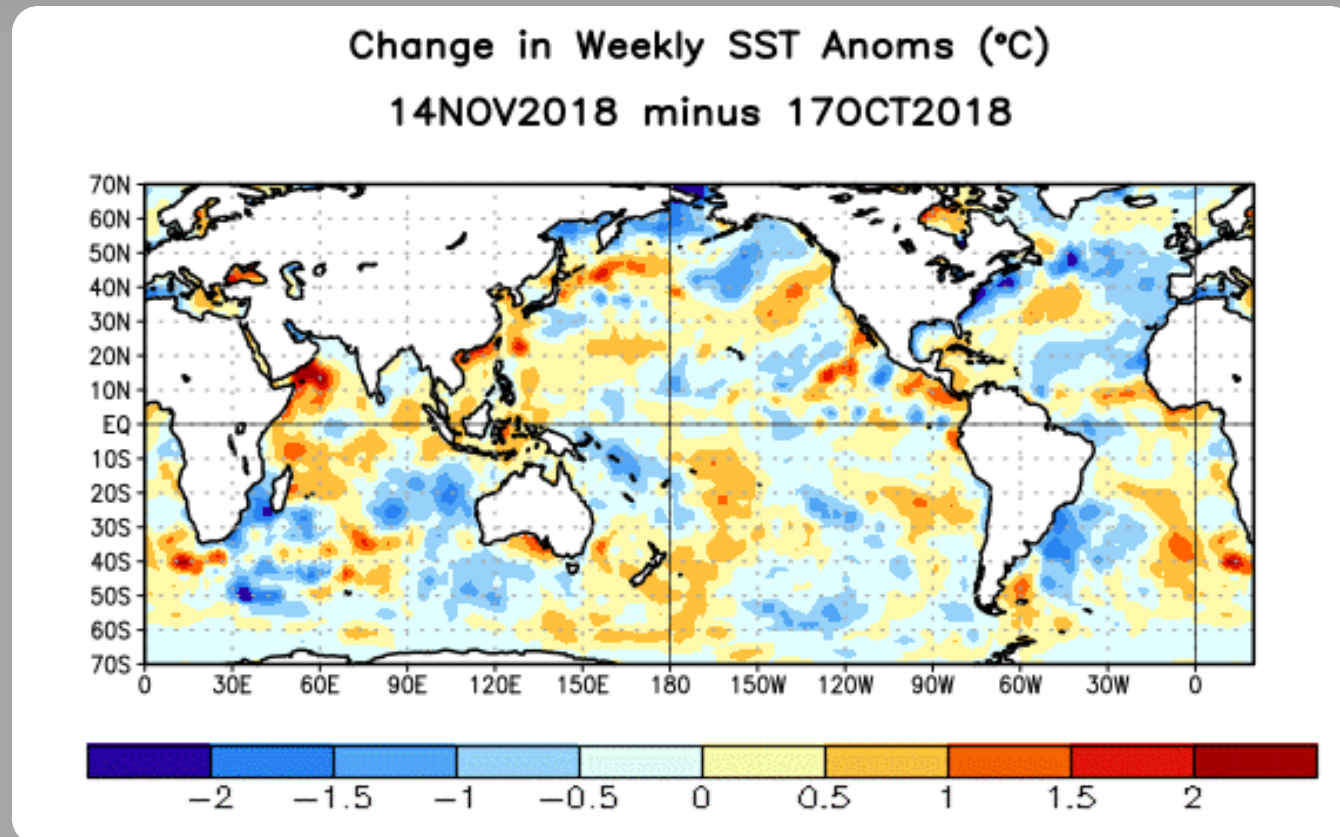 Change in Weekly SST Anoms (°C)
14NOV2018 minus 17OCT2018
70N
60N
50N
40N
30N
20N
10N
EQ
10S
20S
30S
40S
50S
60S
70S
0 30E 60E 90E 120E 150E 180 150W 120W 90W 60W 30W 0
−2 −1.5 −1 −0.5 0 0.5 1 1.5 2